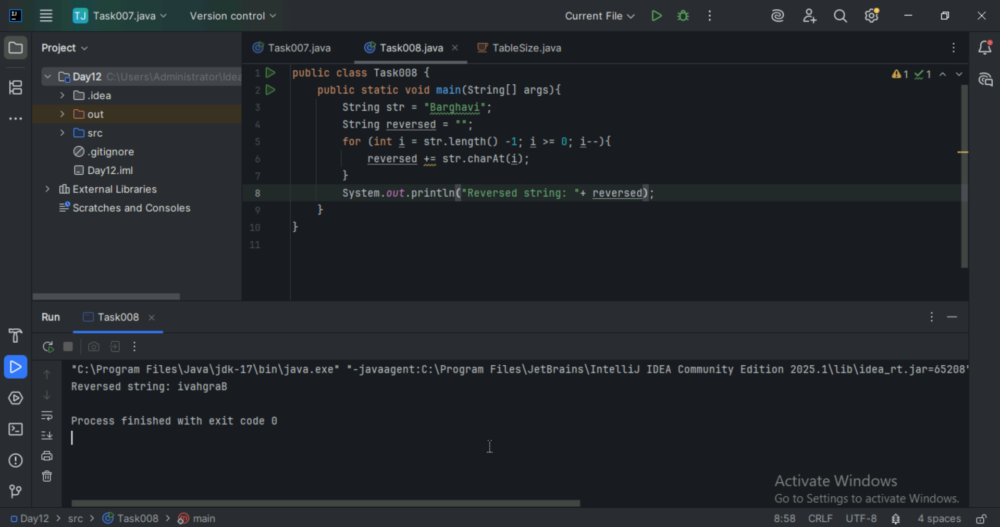 TJ Task007.java Version control Current File
Project
Task007.java Task008.java TableSize.java
Day12 C:\Users\Administrator\Idea
.idea
out
src
.gitignore
Day12.iml
External Libraries
Scratches and Consoles
1 public class Task008 {
2 public static void main(String[] args){
3 String str = "Barghavi";
4 String reversed = "";
5 for (int i = str.length() -1; i >= 0; i--){
6 reversed += str.charAt(i);
7 }
8 System.out.println("Reversed string: "+ reversed);
9 }
10 }
11
1 1
Run Task008
"C:\Program Files\Java\jdk-17\bin\java.exe" "-javaagent:C:\Program Files\JetBrains\IntelliJ IDEA Community Edition 2025.1\lib\idea_rt.jar=65208"
Reversed string: ivahgraB
Process finished with exit code 0
Activate Windows
Go to Settings to activate Windows.
Day12 > src > Task008 > main
8:58 CRLF UTF-8 4 spaces